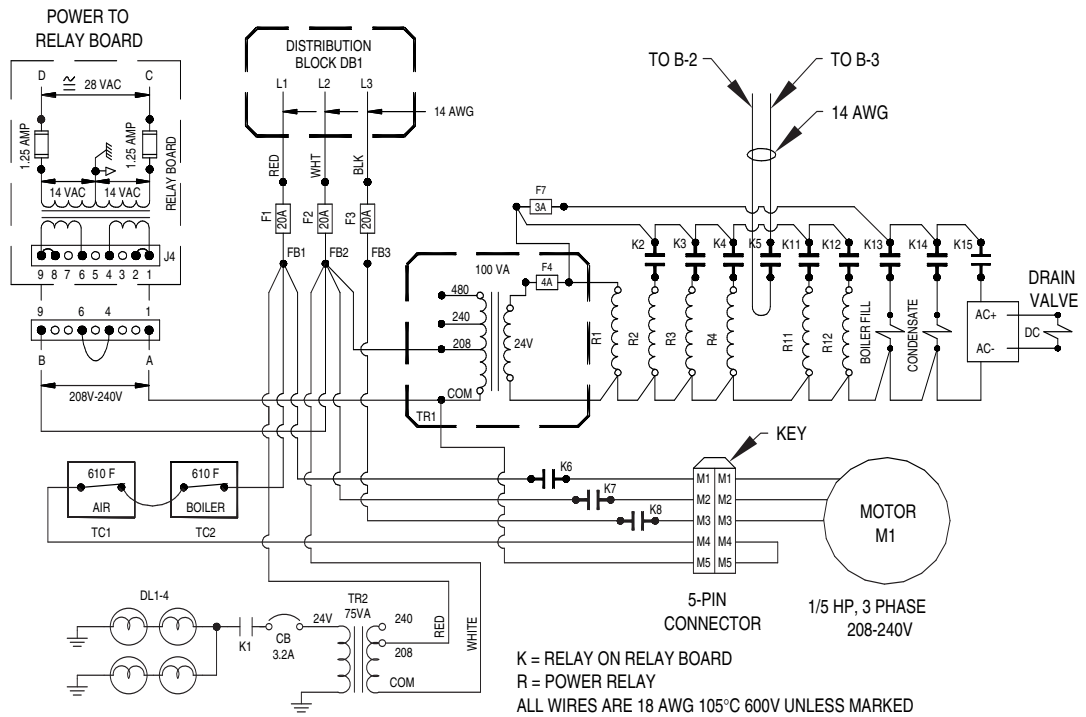 POWER TO
RELAY BOARD
D
C
≅ 28 VAC
1.25 AMP
1.25 AMP
RELAY BOARD
14 VAC
14 VAC
J4
9 8 7 6 5 4 3 2 1
9 6 4 1
B
A
208V-240V
DISTRIBUTION
BLOCK DB1
L1
L2
L3
14 AWG
RED
WHT
BLK
F1
20A
F2
20A
F3
20A
FB1
FB2
FB3
TO B-2
TO B-3
14 AWG
F7
3A
K2
K3
K4
K5
K11
K12
K13
K14
K15
100 VA
F4
4A
480
240
208
24V
COM
TR1
R1
R2
R3
R4
R11
R12
BOILER FILL
CONDENSATE
AC+
AC-
DC
DRAIN
VALVE
KEY
610 F
AIR
TC1
610 F
BOILER
TC2
K6
K7
K8
M1 M1
M2 M2
M3 M3
M4 M4
M5 M5
5-PIN
CONNECTOR
MOTOR
M1
1/5 HP, 3 PHASE
208-240V
DL1-4
K1
CB
3.2A
24V
TR2
75VA
240
208
COM
RED
WHITE
K = RELAY ON RELAY BOARD
R = POWER RELAY
ALL WIRES ARE 18 AWG 105°C 600V UNLESS MARKED